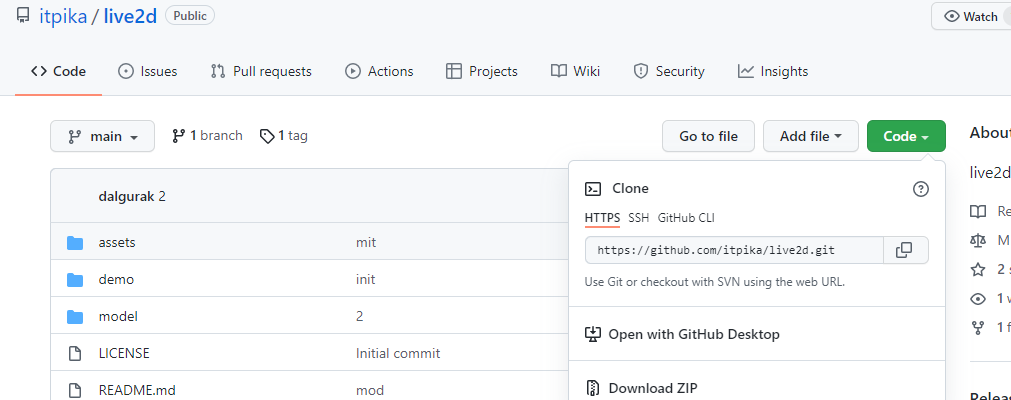 itpika / live2d Public
Watch
Code Issues Pull requests Actions Projects Wiki Security Insights
main 1 branch 1 tag Go to file Add file Code
dalgurak 2
assets mit
demo init
model 2
LICENSE Initial commit
README.md mod
Clone
HTTPS SSH GitHub CLI
https://github.com/itpika/live2d.git
Use Git or checkout with SVN using the web URL.
Open with GitHub Desktop
Download ZIP
About
live2d
Re
M
2 s
1 w
1 f
Relea